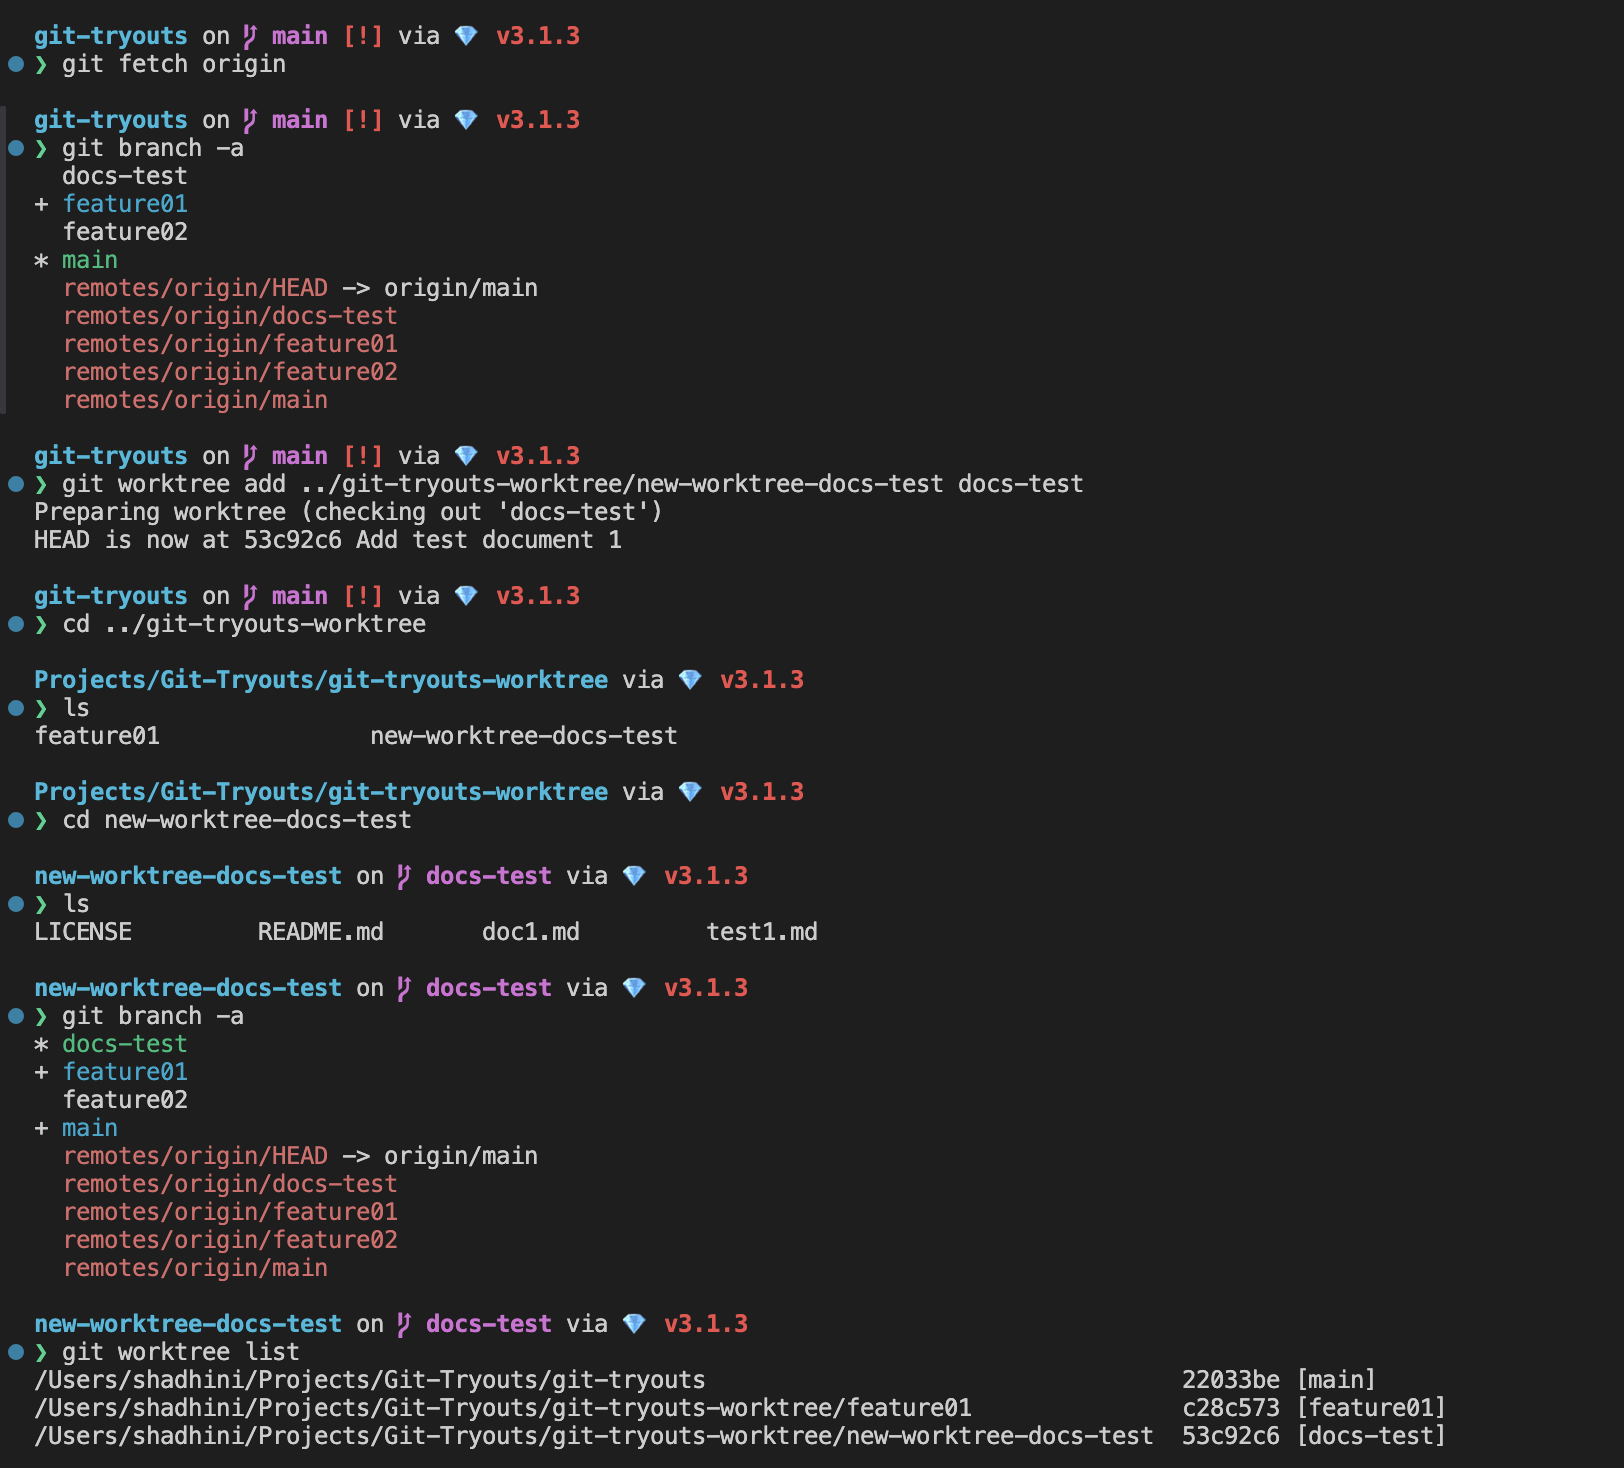 git-tryouts on main [!] via 💎 v3.1.3
❯ git fetch origin
git-tryouts on main [!] via 💎 v3.1.3
❯ git branch -a
docs-test
+ feature01
feature02
* main
remotes/origin/HEAD -> origin/main
remotes/origin/docs-test
remotes/origin/feature01
remotes/origin/feature02
remotes/origin/main
git-tryouts on main [!] via 💎 v3.1.3
❯ git worktree add ../git-tryouts-worktree/new-worktree-docs-test docs-test
Preparing worktree (checking out 'docs-test')
HEAD is now at 53c92c6 Add test document 1
git-tryouts on main [!] via 💎 v3.1.3
❯ cd ../git-tryouts-worktree
Projects/Git-Tryouts/git-tryouts-worktree via 💎 v3.1.3
❯ ls
feature01 new-worktree-docs-test
Projects/Git-Tryouts/git-tryouts-worktree via 💎 v3.1.3
❯ cd new-worktree-docs-test
new-worktree-docs-test on docs-test via 💎 v3.1.3
❯ ls
LICENSE README.md doc1.md test1.md
new-worktree-docs-test on docs-test via 💎 v3.1.3
❯ git branch -a
* docs-test
+ feature01
feature02
+ main
remotes/origin/HEAD -> origin/main
remotes/origin/docs-test
remotes/origin/feature01
remotes/origin/feature02
remotes/origin/main
new-worktree-docs-test on docs-test via 💎 v3.1.3
❯ git worktree list
/Users/shadhini/Projects/Git-Tryouts/git-tryouts 22033be [main]
/Users/shadhini/Projects/Git-Tryouts/git-tryouts-worktree/feature01 c28c573 [feature01]
/Users/shadhini/Projects/Git-Tryouts/git-tryouts-worktree/new-worktree-docs-test 53c92c6 [docs-test]